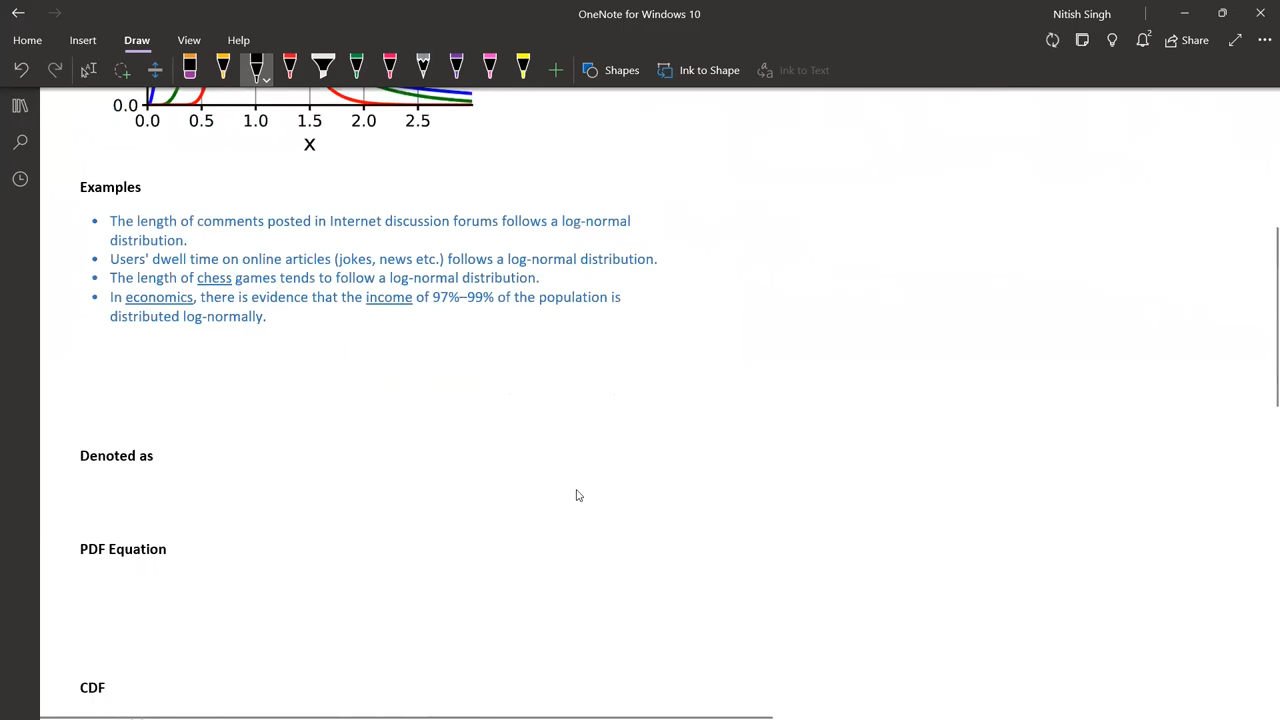 OneNote for Windows 10
Nitish Singh
Home Insert Draw View Help
Share
Shapes
Ink to Shape
Ink to Text
0.0
0.0 0.5 1.0 1.5 2.0 2.5
x
Examples
• The length of comments posted in Internet discussion forums follows a log-normal
distribution.
• Users' dwell time on online articles (jokes, news etc.) follows a log-normal distribution.
• The length of chess games tends to follow a log-normal distribution.
• In economics, there is evidence that the income of 97%–99% of the population is
distributed log-normally.
Denoted as
PDF Equation
CDF